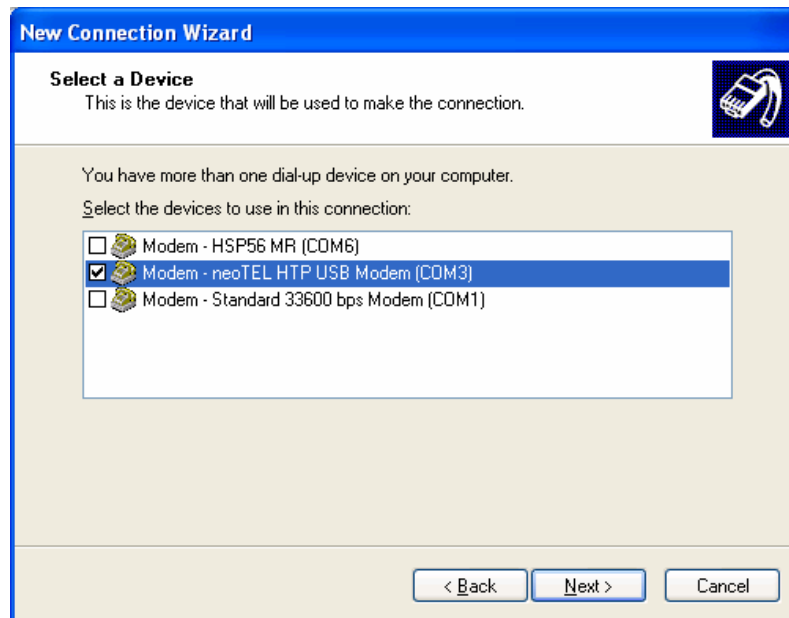 New Connection Wizard
Select a Device
This is the device that will be used to make the connection.
You have more than one dial-up device on your computer.
Select the devices to use in this connection:
Modem - HSP56 MR (COM6)
Modem - neoTEL HTP USB Modem (COM3)
Modem - Standard 33600 bps Modem (COM1)
< Back Next > Cancel